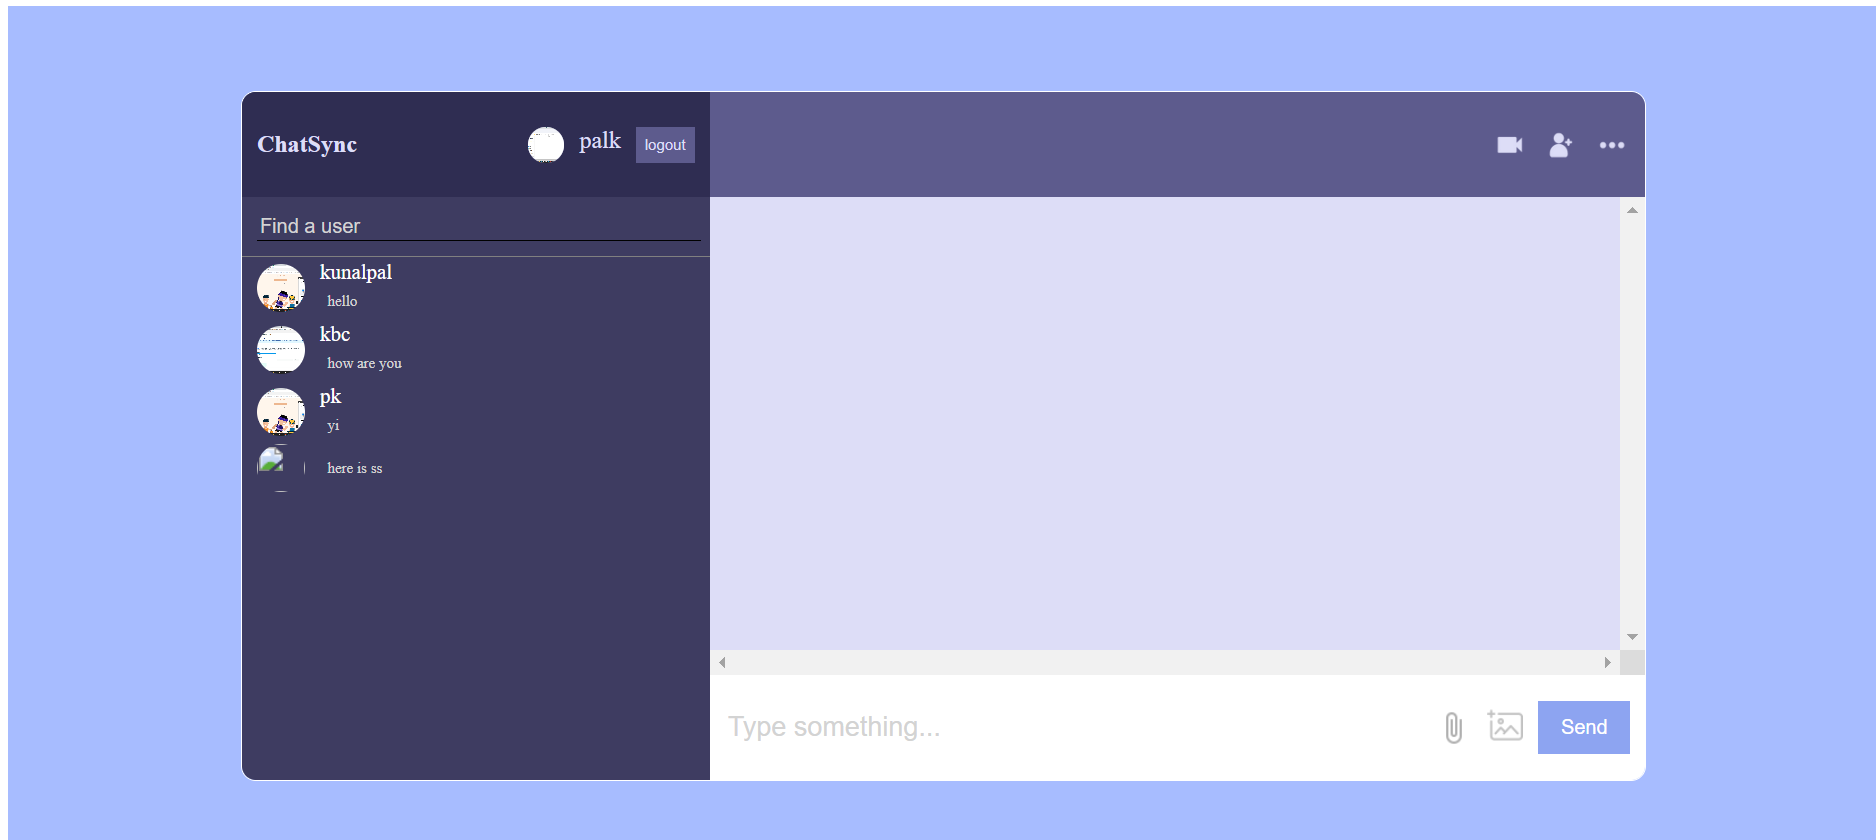 ChatSync
palk
logout
Find a user
kunalpal
hello
kbc
how are you
pk
yi
here is ss
Type something...
Send